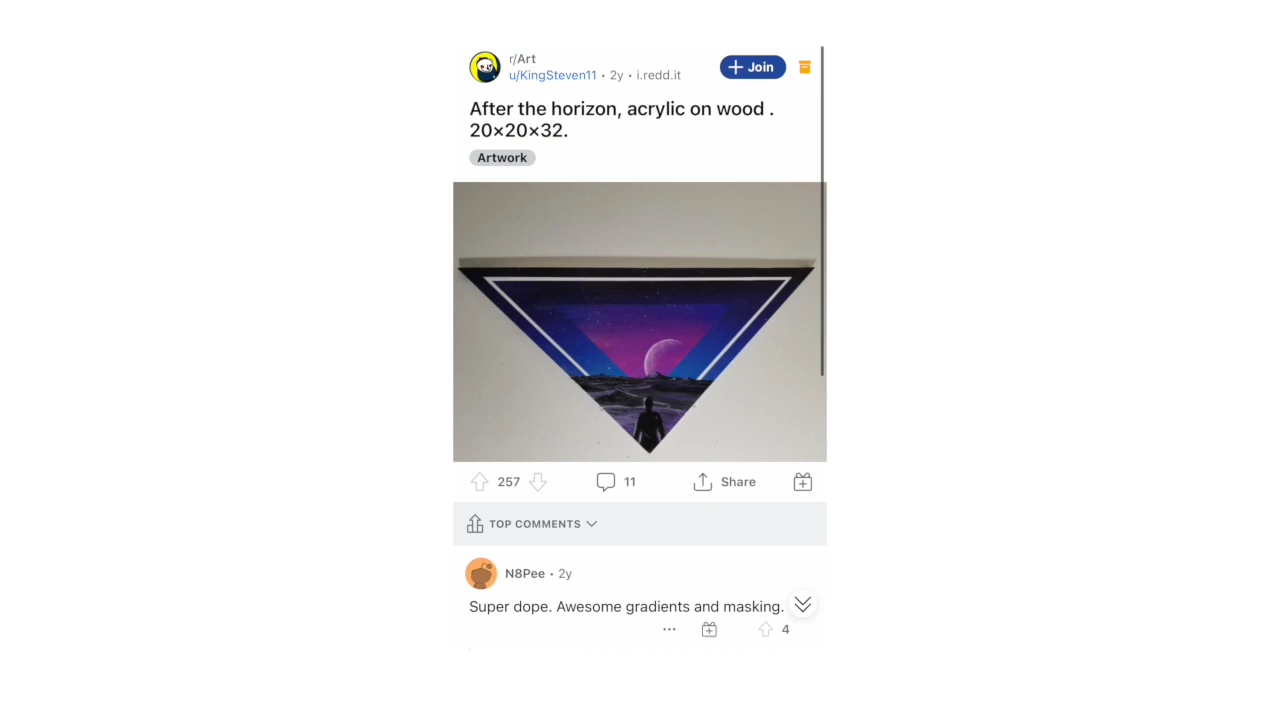 r/Art
u/KingSteven11 • 2y • i.redd.it
Join
After the horizon, acrylic on wood .
20×20×32.
Artwork
257
11
Share
TOP COMMENTS
N8Pee • 2y
Super dope. Awesome gradients and masking.
4